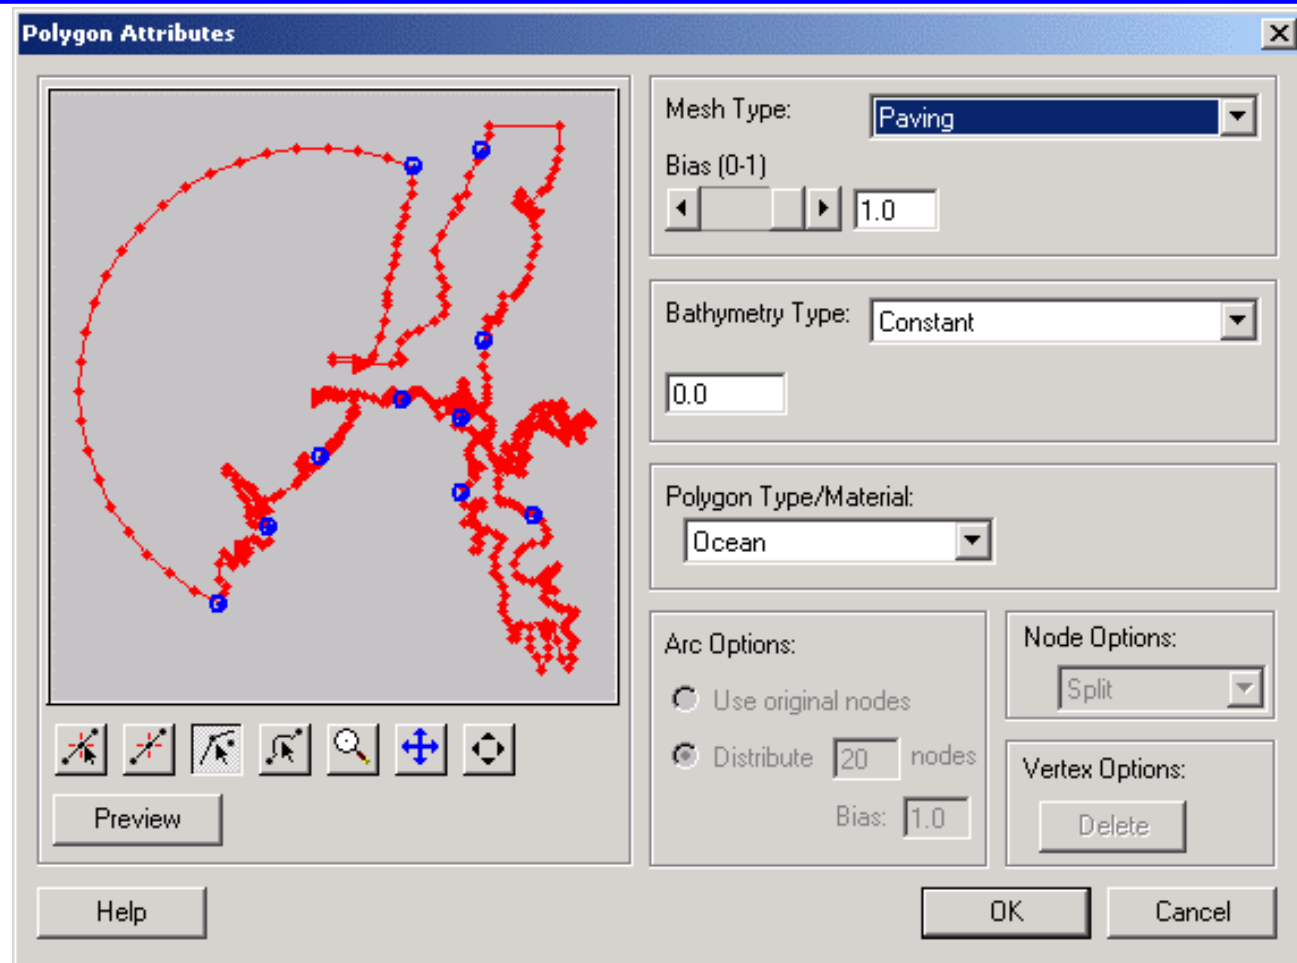 Polygon Attributes
Mesh Type:
Paving
Bias (0-1)
1.0
Bathymetry Type:
Constant
0.0
Polygon Type/Material:
Ocean
Arc Options:
Use original nodes
Distribute 20 nodes
Bias: 1.0
Node Options:
Split
Vertex Options:
Delete
Preview
Help
OK
Cancel